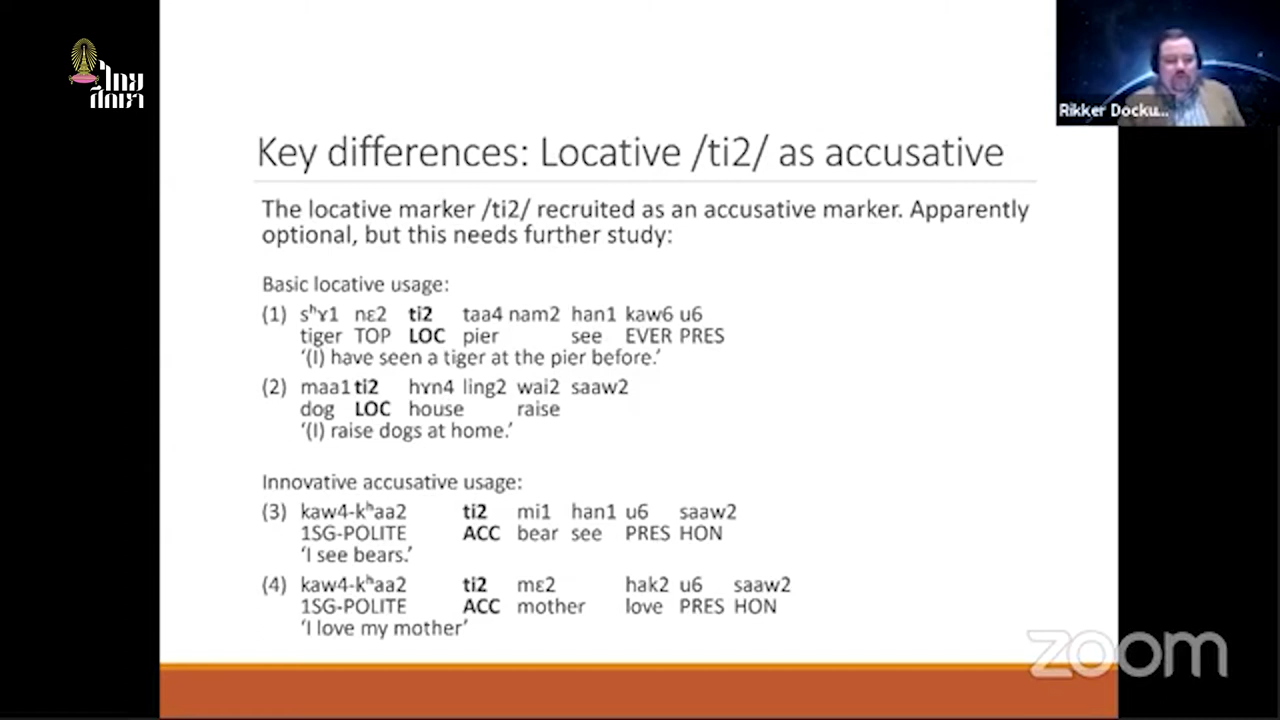 ไทย
ศึกษา
Rikker Docku...
Key differences: Locative /ti2/ as accusative
The locative marker /ti2/ recruited as an accusative marker. Apparently
optional, but this needs further study:
Basic locative usage:
(1) sʰɤ1 nɛ2 ti2 taa4 nam2 han1 kaw6 u6
tiger TOP LOC pier see EVER PRES
‘(I) have seen a tiger at the pier before.’
(2) maa1 ti2 hɤn4 ling2 wai2 saaw2
dog LOC house raise
‘(I) raise dogs at home.’
Innovative accusative usage:
(3) kaw4-kʰaa2 ti2 mi1 han1 u6 saaw2
1SG-POLITE ACC bear see PRES HON
‘I see bears.’
(4) kaw4-kʰaa2 ti2 mɛ2 hak2 u6 saaw2
1SG-POLITE ACC mother love PRES HON
‘I love my mother’
zoom